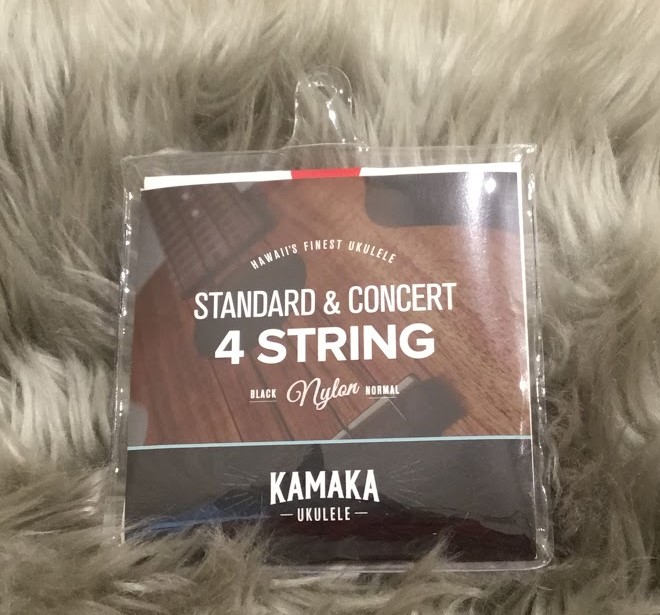 HAWAII'S FINEST UKULELE
STANDARD & CONCERT
4 STRING
BLACK Nylon NORMAL
KAMAKA
UKULELE